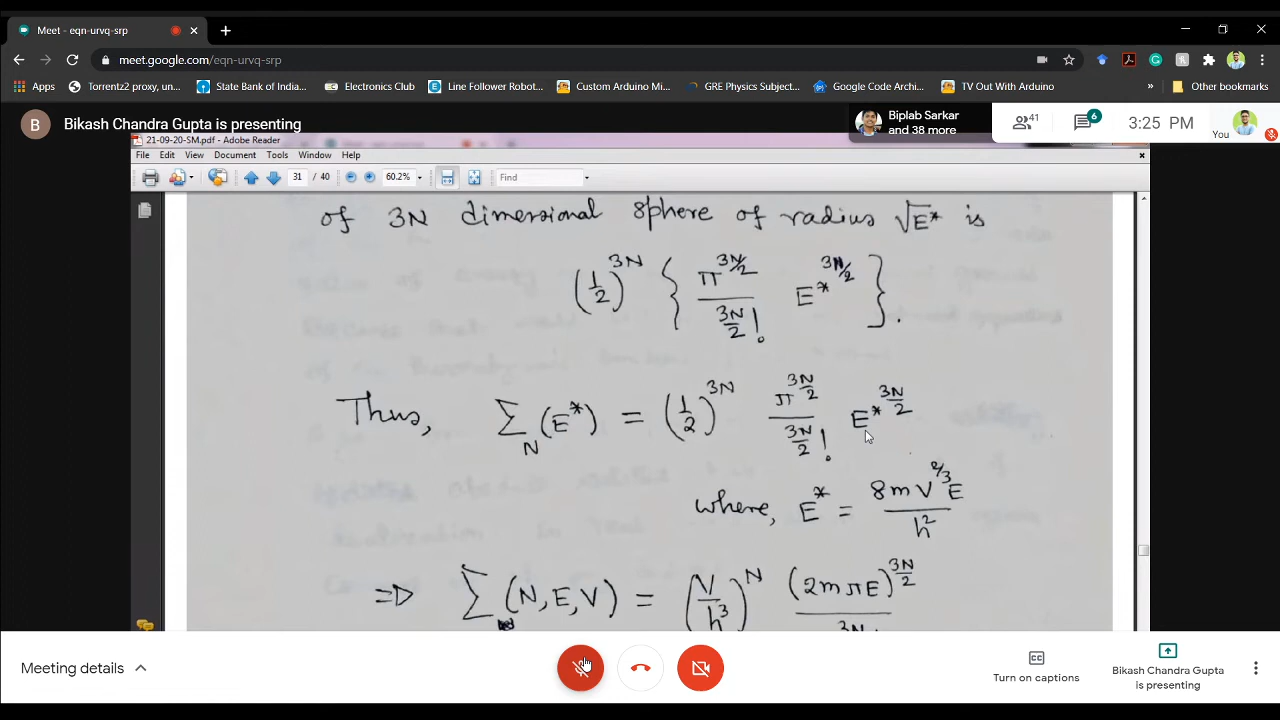 Meet - eqn-urvq-srp
meet.google.com/eqn-urvq-srp
Apps Torrentz2 proxy, un... State Bank of India. Electronics Club Line Follower Robot... Custom Arduino Mi... GRE Physics Subject... Google Code Archi... TV Out With Arduino » Other bookmarks
B Bikash Chandra Gupta is presenting
Biplab Sarkar
and 38 more
41
6
3:25 PM
You
21-09-20-SM.pdf - Adobe Reader
File Edit View Document Tools Window Help
31 / 40 60.2% Find
of 3N dimensional sphere of radius √E* is
(1/2)^3N { π^3N/2 / 3N/2 ! E*^3N/2 }.
Thus, Σ_N (E*) = (1/2)^3N π^3N/2 / 3N/2 ! E*^3N/2
where, E* = 8mV^2/3 E / h^2
=> Σ (N, E, V) = (V/h^3)^N (2mπE)^3N/2
Meeting details
CC
Turn on captions
Bikash Chandra Gupta
is presenting